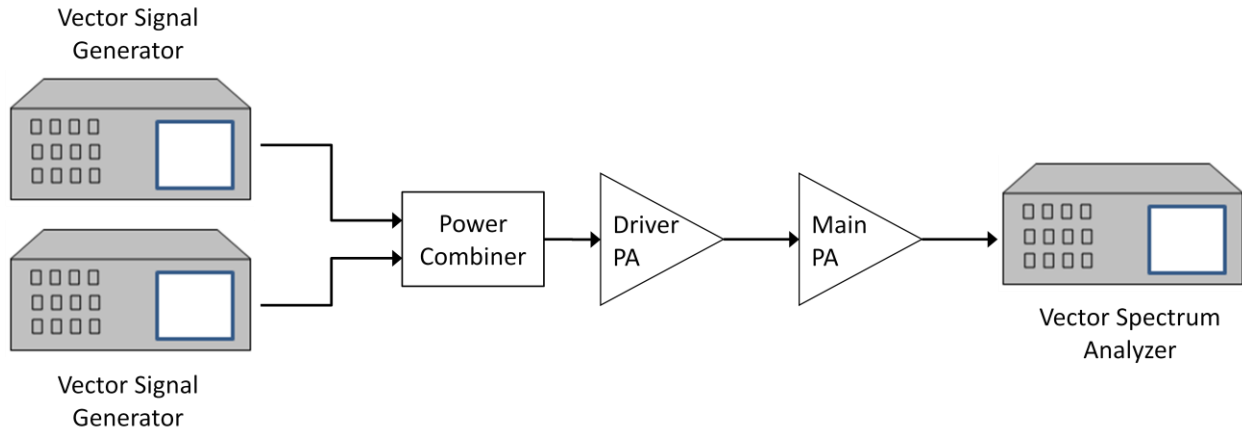 Vector Signal
Generator
Power
Combiner
Driver
PA
Main
PA
Vector Spectrum
Analyzer
Vector Signal
Generator